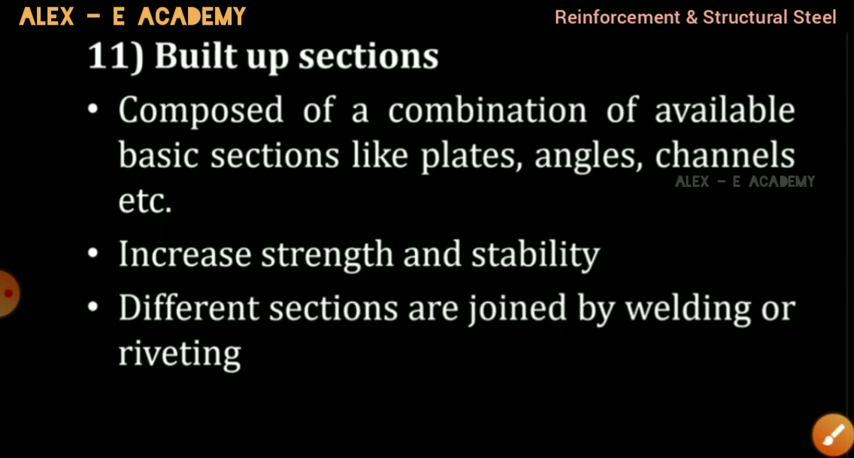 ALEX - E ACADEMY
Reinforcement & Structural Steel
11) Built up sections
• Composed of a combination of available
basic sections like plates, angles, channels
ALEX - E ACADEMY
etc.
• Increase strength and stability
• Different sections are joined by welding or
riveting